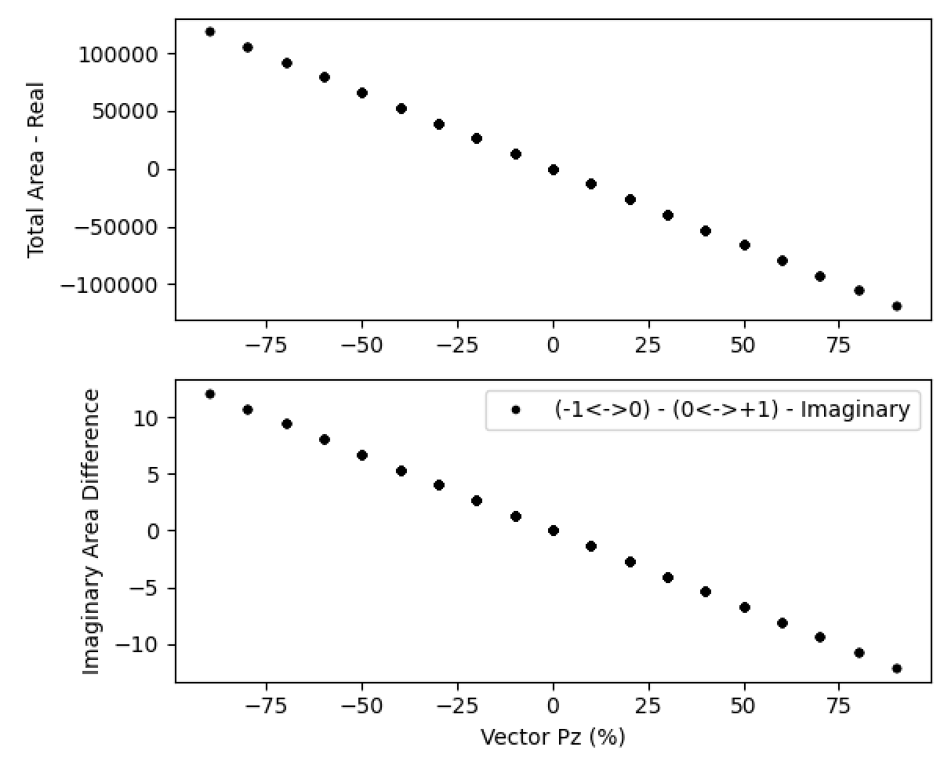 Total Area - Real
100000
50000
0
−50000
−100000
−75 −50 −25 0 25 50 75
Imaginary Area Difference
10
5
0
−5
−10
(-1<->0) - (0<->+1) - Imaginary
−75 −50 −25 0 25 50 75
Vector Pz (%)